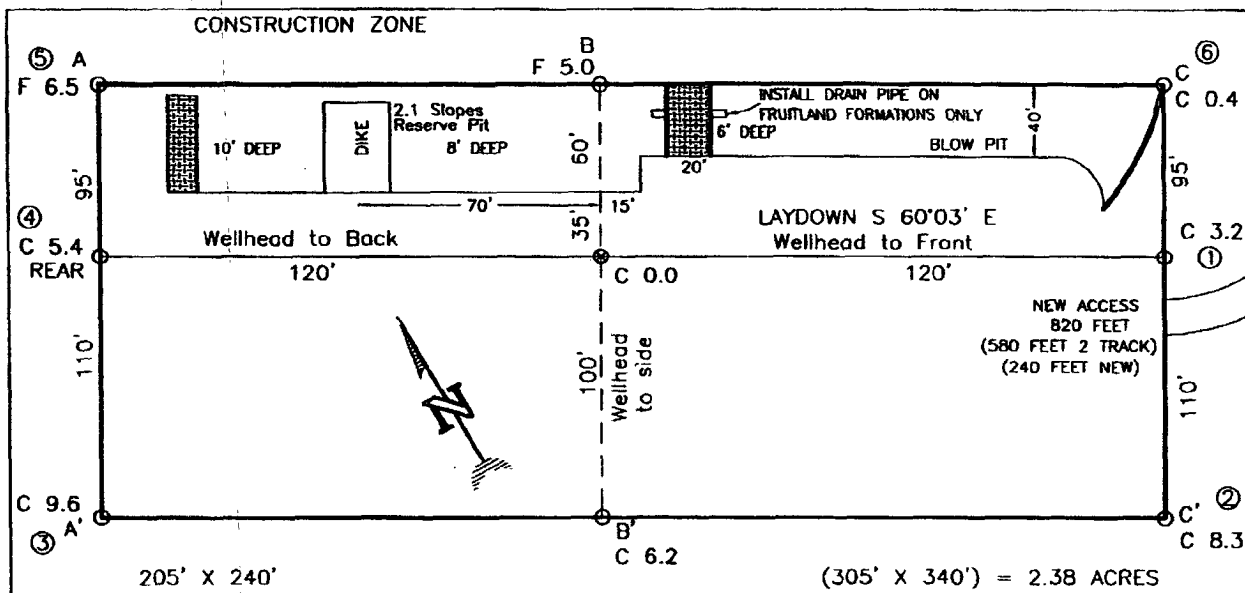 CONSTRUCTION ZONE
⑤ A
F 6.5
B
F 5.0
C ⑥
C 0.4
2.1 Slopes
Reserve Pit
10' DEEP
DIKE
8' DEEP
60'
INSTALL DRAIN PIPE ON
FRUITLAND FORMATIONS ONLY
6' DEEP
BLOW PIT
40'
20'
95'
95'
70'
15'
35'
LAYDOWN S 60°03' E
Wellhead to Back
Wellhead to Front
④
C 5.4
REAR
120'
C 0.0
120'
C 3.2
①
NEW ACCESS
820 FEET
(580 FEET 2 TRACK)
(240 FEET NEW)
110'
100'
Wellhead
to side
110'
N
C 9.6
A'
③
B'
C 6.2
②
C'
C 8.3
205' X 240'
(305' X 340') = 2.38 ACRES